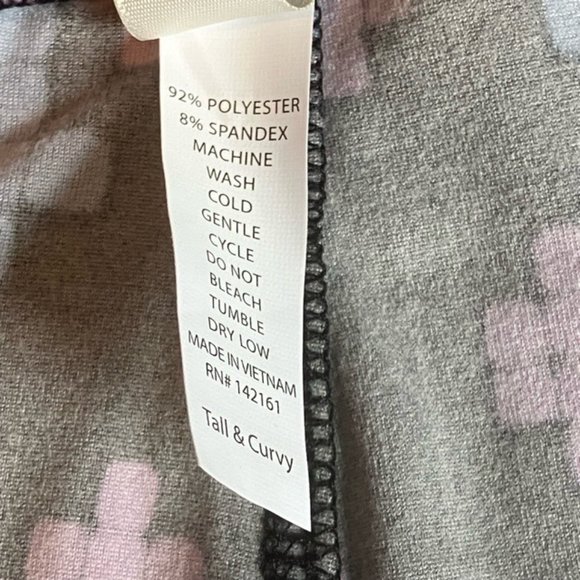 92% POLYESTER
8% SPANDEX
MACHINE
WASH
COLD
GENTLE
CYCLE
DO NOT
BLEACH
TUMBLE
DRY LOW
MADE IN VIETNAM
RN# 142161
Tall & Curvy